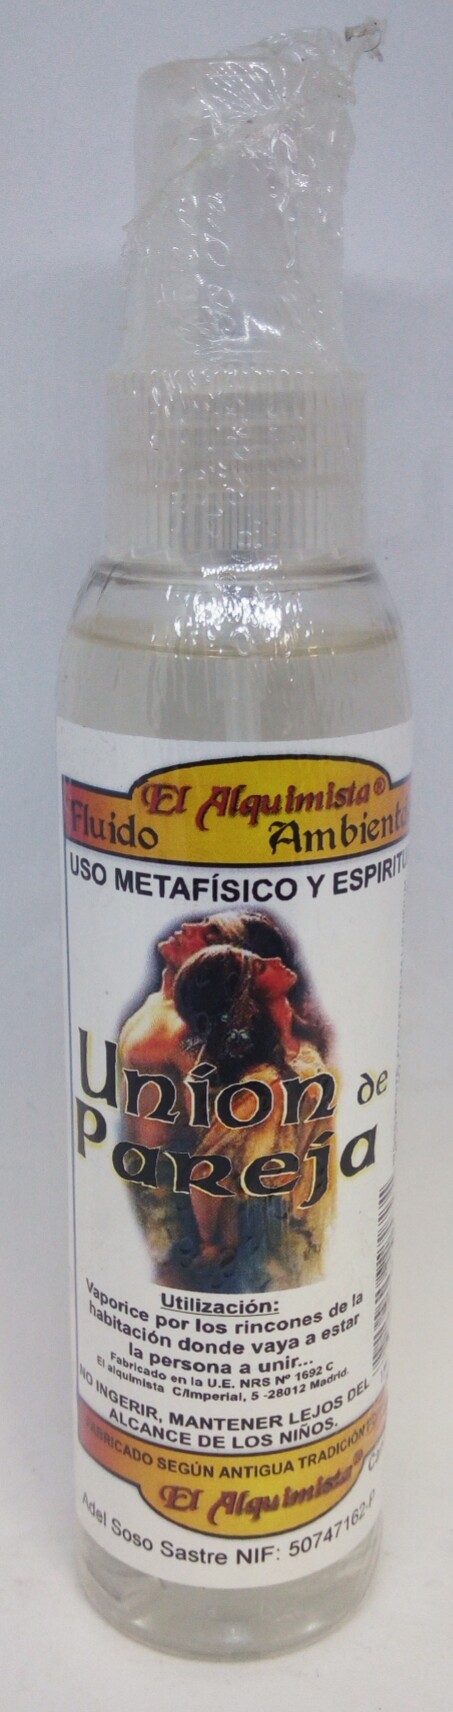 El Alquimista®
Fluido Ambiental
USO METAFÍSICO Y
Union de
Pareja
Utilización:
Vaporice por los rincones de la
habitación donde vaya a estar
la persona a unir...
Fabricado en la U.E. NRS Nº 1692 C
El alquimista C/Imperial, 5 -28012 Madrid.
NO INGERIR, MANTENER LEJOS DEL
ALCANCE DE LOS NIÑOS.
FABRICADO SEGÚN ANTIGUA TRADICIÓN
El Alquimista®
Adel Soso Sastre NIF: 50747162-P